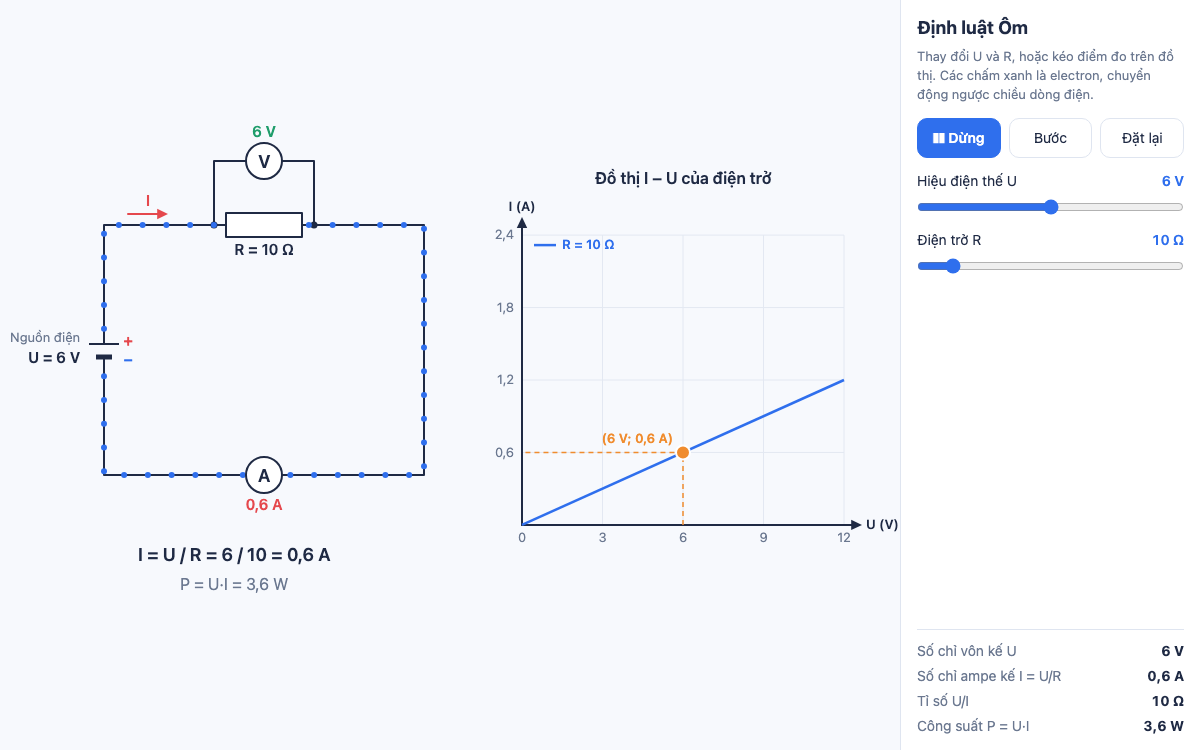 6 V
V
I
R = 10 Ω
Nguồn điện
U = 6 V
+
–
A
0,6 A
I = U / R = 6 / 10 = 0,6 A
P = U·I = 3,6 W
Đồ thị I – U của điện trở
I (A)
2,4
R = 10 Ω
1,8
1,2
(6 V; 0,6 A)
0,6
U (V)
0
3
6
9
12
Định luật Ôm
Thay đổi U và R, hoặc kéo điểm đo trên đồ
thị. Các chấm xanh là electron, chuyển
động ngược chiều dòng điện.
Dừng
Bước
Đặt lại
Hiệu điện thế U
6 V
Điện trở R
10 Ω
Số chỉ vôn kế U
6 V
Số chỉ ampe kế I = U/R
0,6 A
Tỉ số U/I
10 Ω
Công suất P = U·I
3,6 W